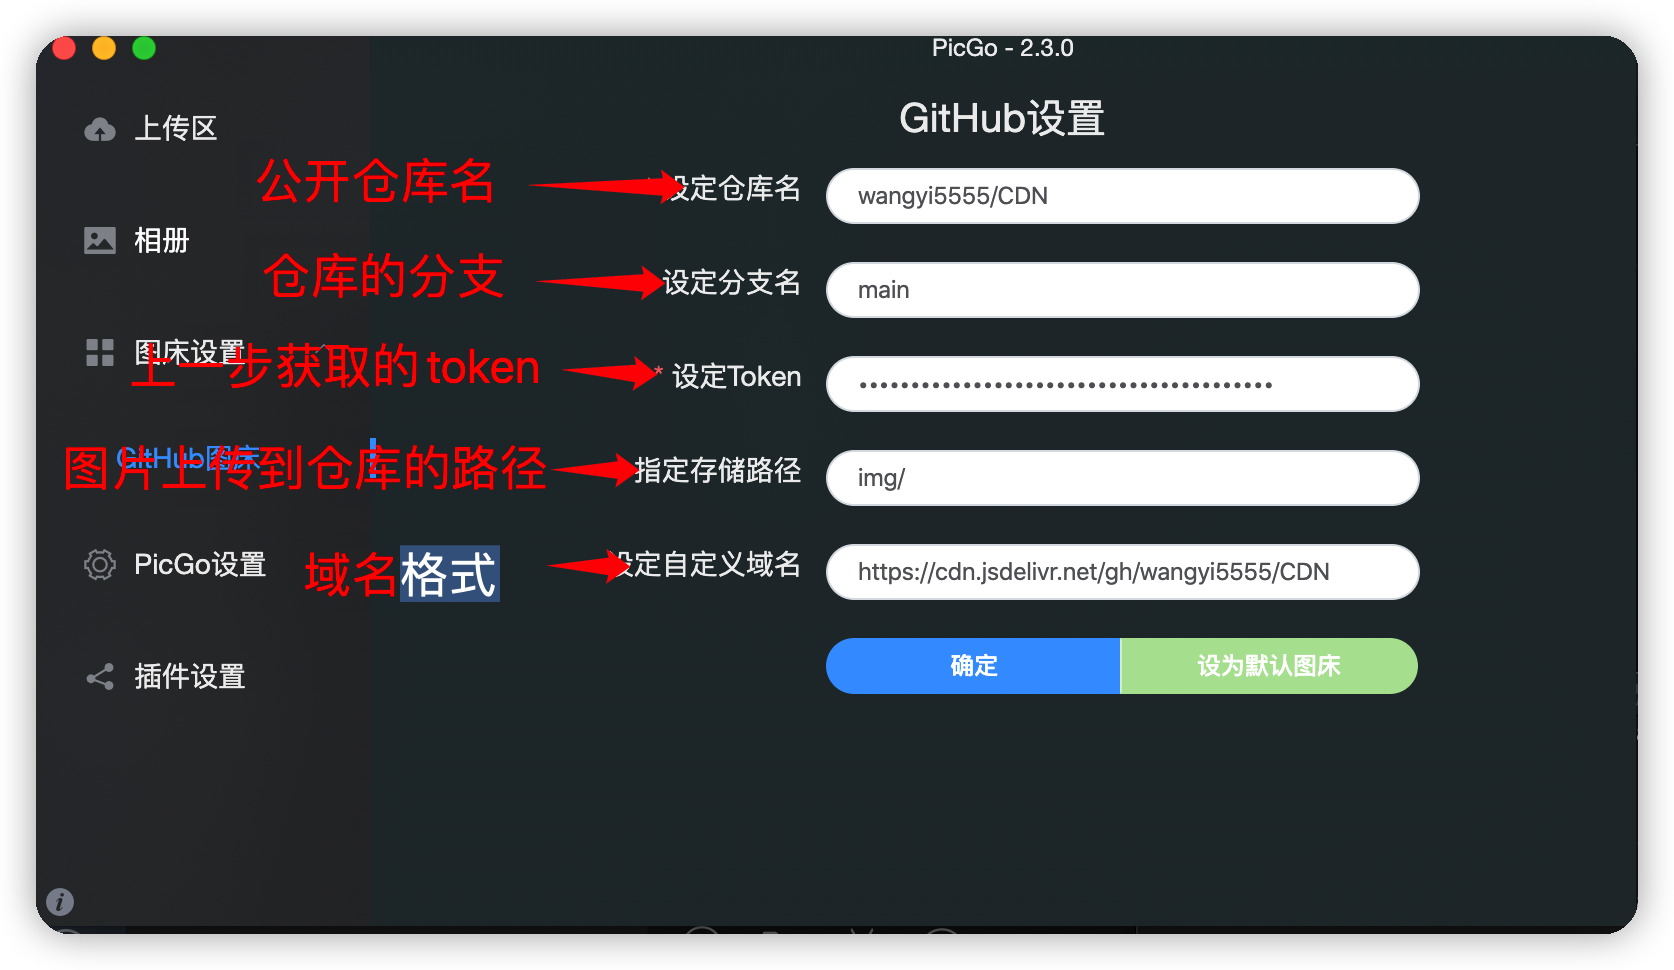 PicGo - 2.3.0
GitHub设置
上传区
相册
图床设置
GitHub图床
PicGo设置
插件设置
公开仓库名
设定仓库名
wangyi5555/CDN
仓库的分支
设定分支名
main
上一步获取的token
* 设定Token
•••••••••••••••••••••••••••••••••••••••
图片上传到仓库的路径
指定存储路径
img/
域名格式
设定自定义域名
https://cdn.jsdelivr.net/gh/wangyi5555/CDN
确定
设为默认图床